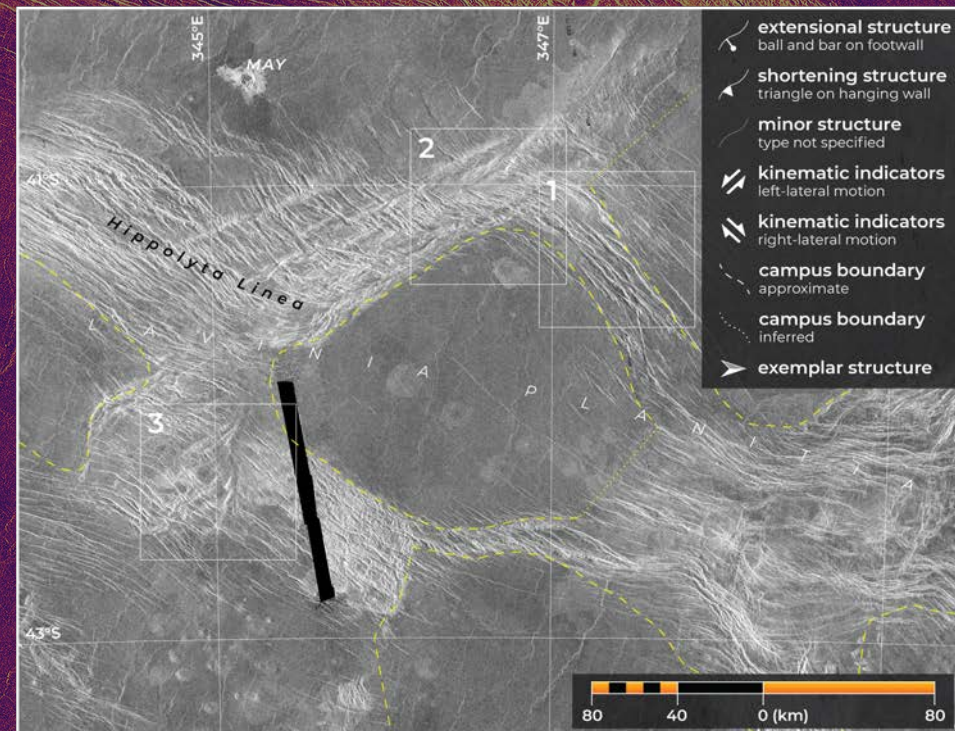 345°E
347°E
MAY
2
41°S
1
Hippolyta Linea
LAVINIA PLANITIA
3
43°S
extensional structure
ball and bar on footwall
shortening structure
triangle on hanging wall
minor structure
type not specified
kinematic indicators
left-lateral motion
kinematic indicators
right-lateral motion
campus boundary
approximate
campus boundary
inferred
exemplar structure
80 40 0 (km) 80